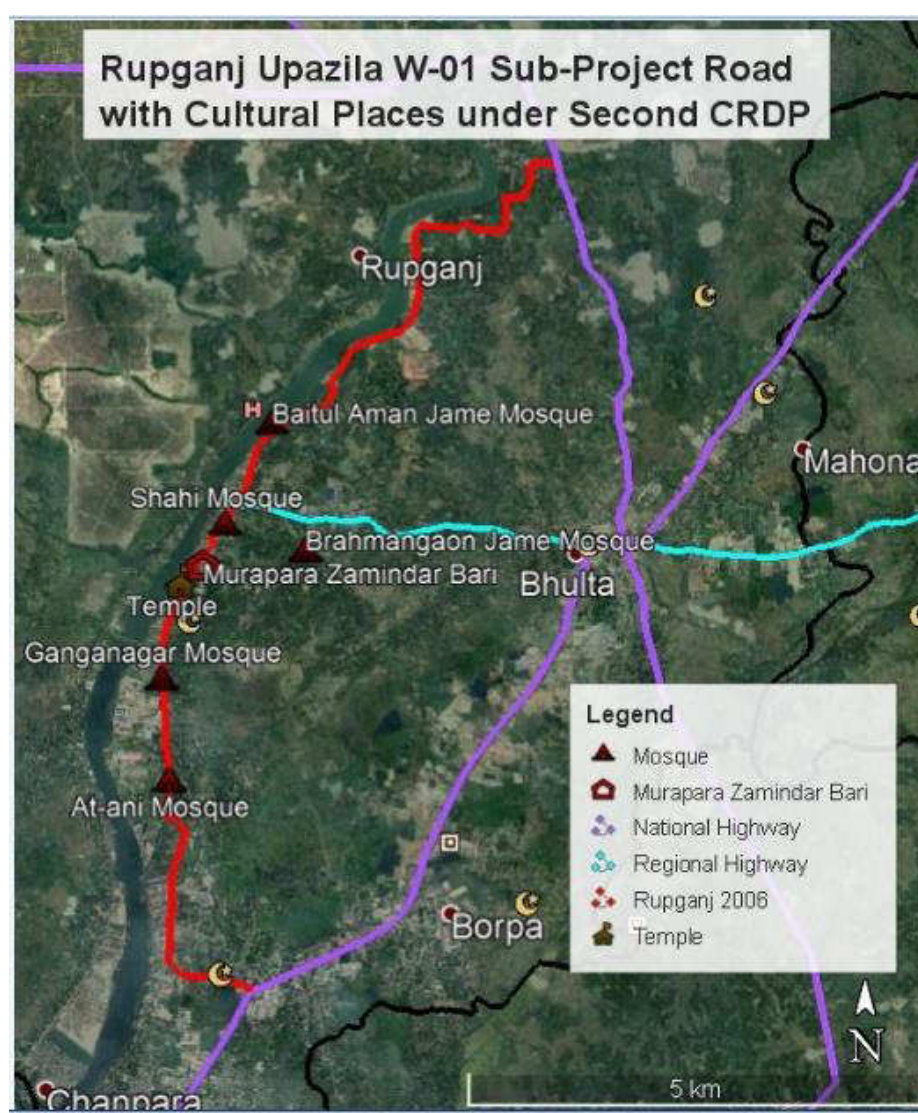 Rupganj Upazila W-01 Sub-Project Road
with Cultural Places under Second CRDP
Rupganj
H
Baitul Aman Jame Mosque
Mahona
Shahi Mosque
Brahmangaon Jame Mosque
Murapara Zamindar Bari
Bhulta
Temple
Ganganagar Mosque
At-ani Mosque
Borpa
Chanpara
Legend
Mosque
Murapara Zamindar Bari
National Highway
Regional Highway
Rupganj 2006
Temple
N
5 km